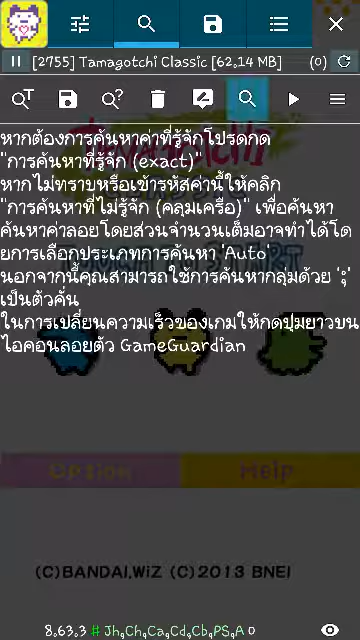 [2755] Tamagotchi Classic [62,14 MB] (0)
หากต้องการค้นหาค่าที่รู้จักโปรดกด
"การค้นหาที่รู้จัก (exact)"
หากไม่ทราบหรือเข้ารหัสค่านี้ให้คลิก
"การค้นหาที่ไม่รู้จัก (คลุมเครือ)" เพื่อค้นหา
ค้นหาค่าลอยโดยส่วนจำนวนเต็มอาจทำได้โด
ยการเลือกประเภทการค้นหา 'Auto'
นอกจากนี้คุณสามารถใช้การค้นหากลุ่มด้วย ';'
เป็นตัวคั่น
ในการเปลี่ยนความเร็วของเกมให้กดปุ่มยาวบน
ไอคอนลอยตัว GameGuardian
Option Help
(C)BANDAI,WiZ (C)2013 BNEI
8,63,3 # Jh,Ch,Ca,Cd,Cb,PS,A 0